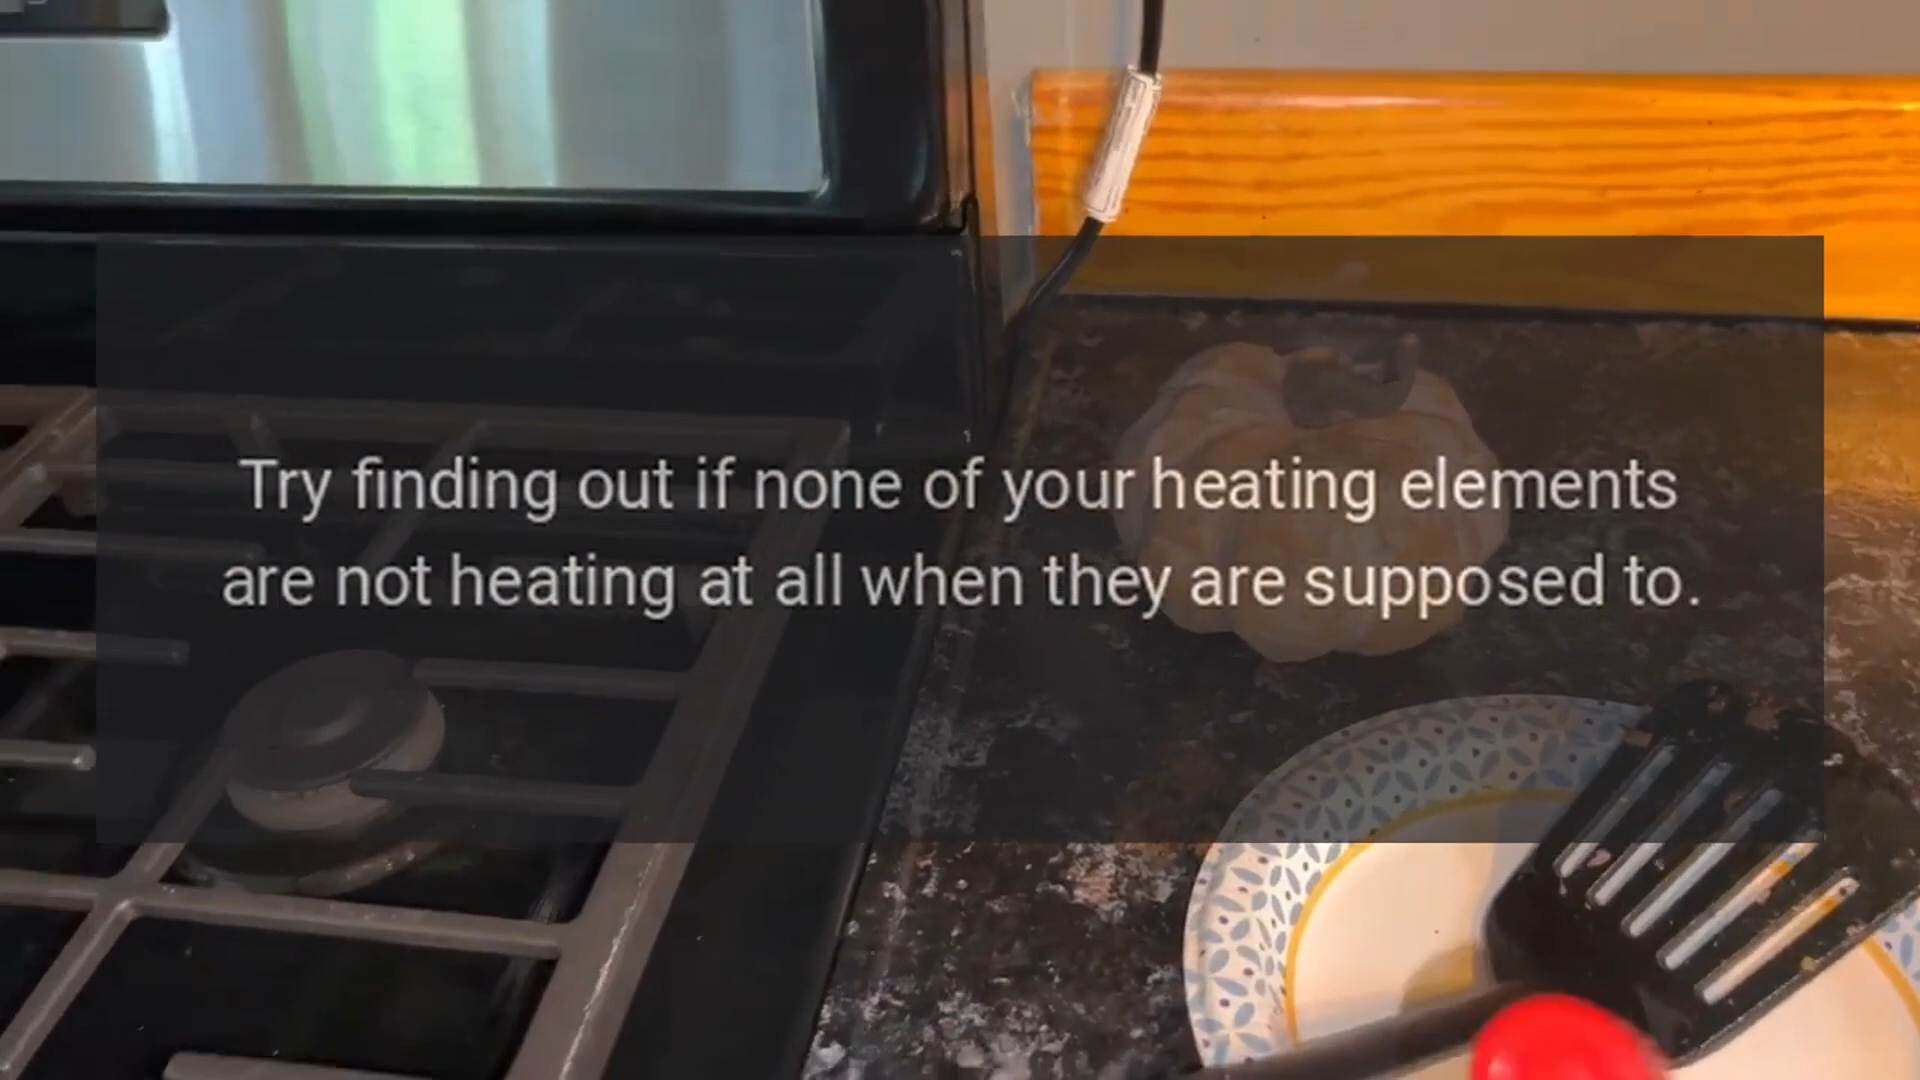 Try finding out if none of your heating elements
are not heating at all when they are supposed to.